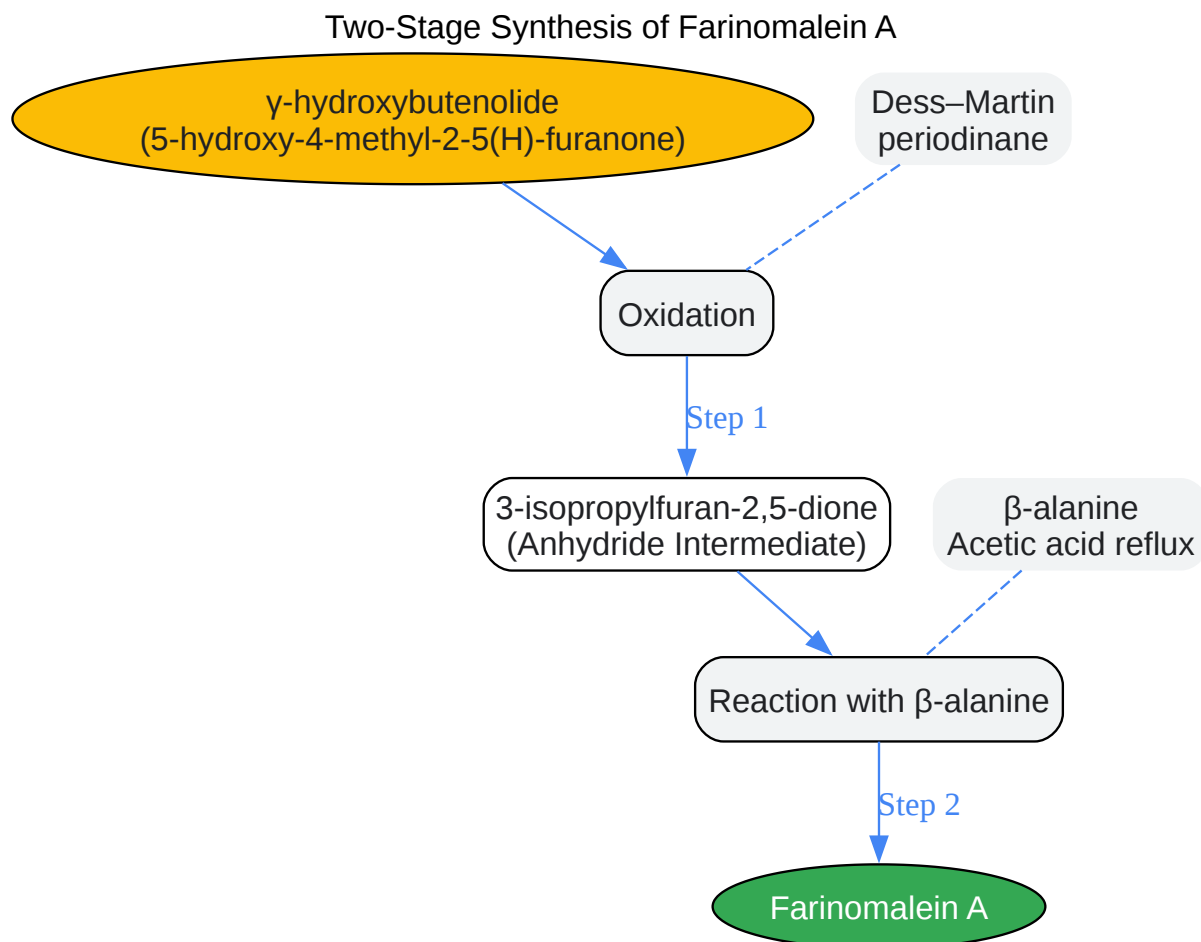 Two-Stage Synthesis of Farinomalein A
γ-hydroxybutenolide
(5-hydroxy-4-methyl-2-5(H)-furanone)
Dess–Martin
periodinane
Oxidation
Step 1
3-isopropylfuran-2,5-dione
(Anhydride Intermediate)
β-alanine
Acetic acid reflux
Reaction with β-alanine
Step 2
Farinomalein A